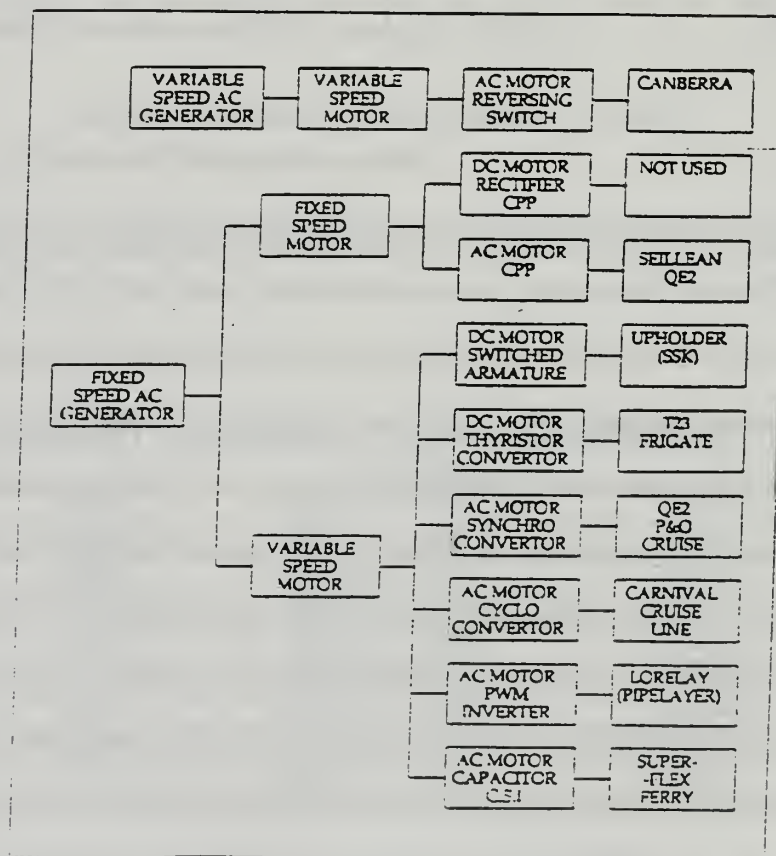 VARIABLE
SPEED AC
GENERATOR
VARIABLE
SPEED
MOTOR
AC MOTOR
REVERSING
SWITCH
CANBERRA
FIXED
SPEED AC
GENERATOR
FIXED
SPEED
MOTOR
DC MOTOR
RECTIFIER
CPP
NOT USED
AC MOTOR
CPP
SEILLEAN
QE2
VARIABLE
SPEED
MOTOR
DC MOTOR
SWITCHED
ARMATURE
UPHOLDER
(SSK)
DC MOTOR
THYRISTOR
CONVERTOR
T23
FRIGATE
AC MOTOR
SYNCHRO
CONVERTOR
QE2
P&O
CRUISE
AC MOTOR
CYCLO
CONVERTOR
CARNIVAL
CRUISE
LINE
AC MOTOR
PWM
INVERTER
LORELAY
(PIPELAYER)
AC MOTOR
CAPACITOR
C.S.I
SUPER-
-FLEX
FERRY